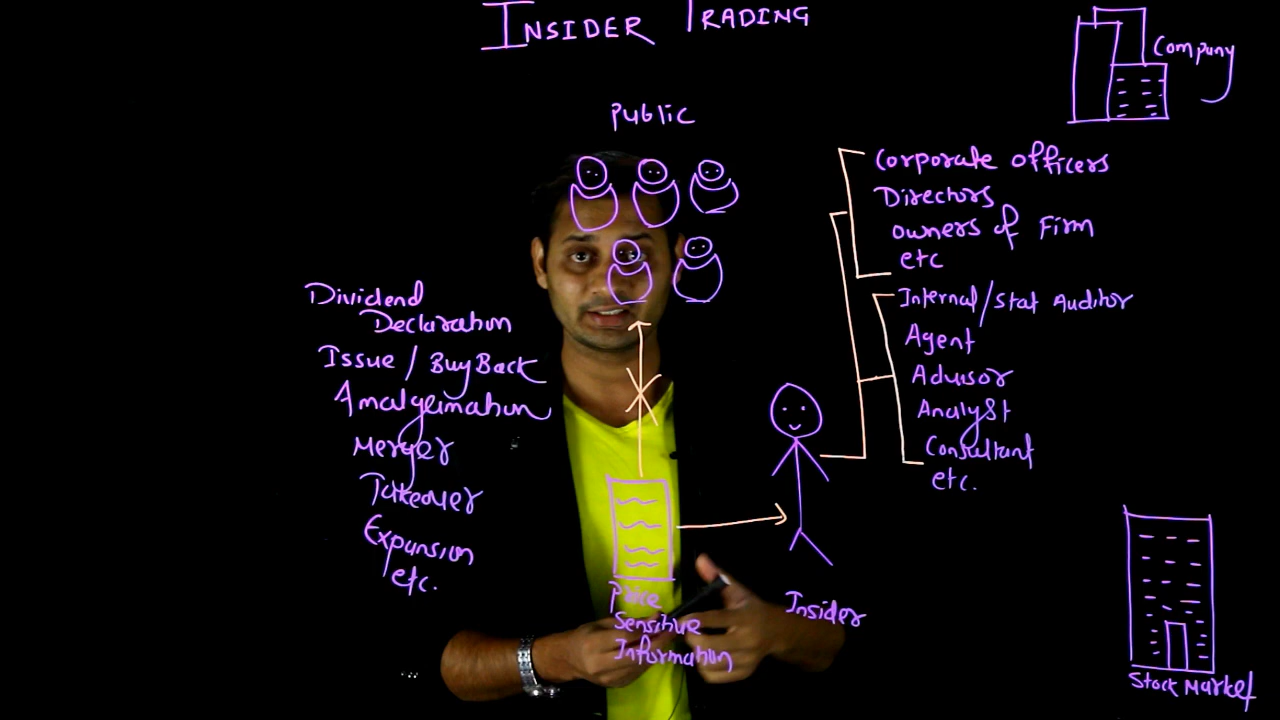 INSIDER TRADING
Company
Public
Corporate officers
Directors
owners of Firm
etc
Internal/Stat Auditor
Agent
Advisor
Analyst
Consultant
etc.
Dividend
Declaration
Issue / BuyBack
Amalgemation
Merger
Takeover
Expansion
etc.
Price
Sensitive
Information
Insider
Stock Market